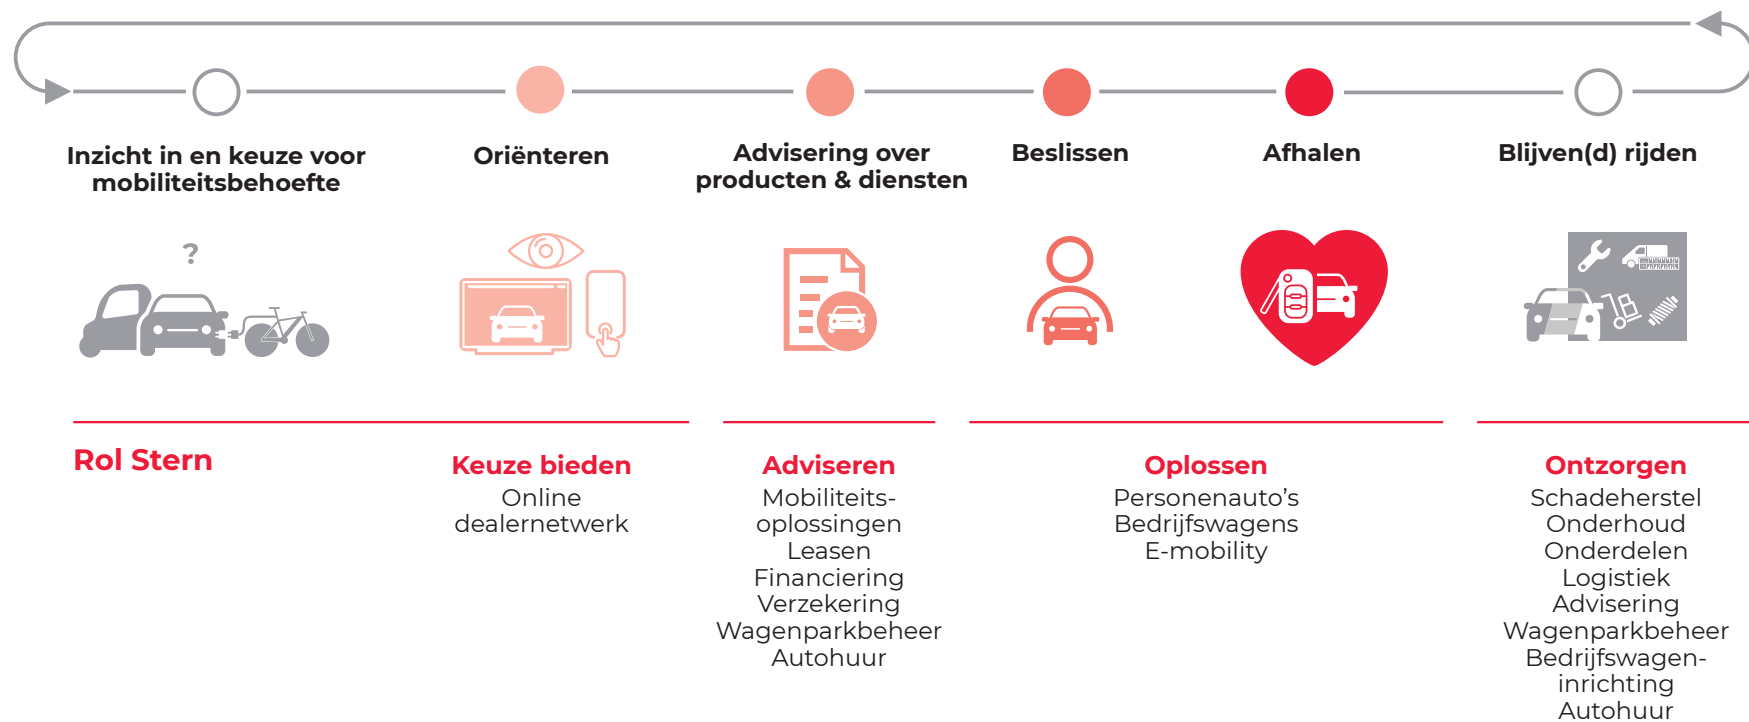 Inzicht in en keuze voor
mobiliteitsbehoefte
Oriënteren
Advisering over
producten & diensten
Beslissen
Afhalen
Blijven(d) rijden
?
Rol Stern
Keuze bieden
Online
dealernetwerk
Adviseren
Mobiliteits-
oplossingen
Leasen
Financiering
Verzekering
Wagenparkbeheer
Autohuur
Oplossen
Personenauto’s
Bedrijfswagens
E-mobility
Ontzorgen
Schadeherstel
Onderhoud
Onderdelen
Logistiek
Advisering
Wagenparkbeheer
Bedrijfswagen-
inrichting
Autohuur